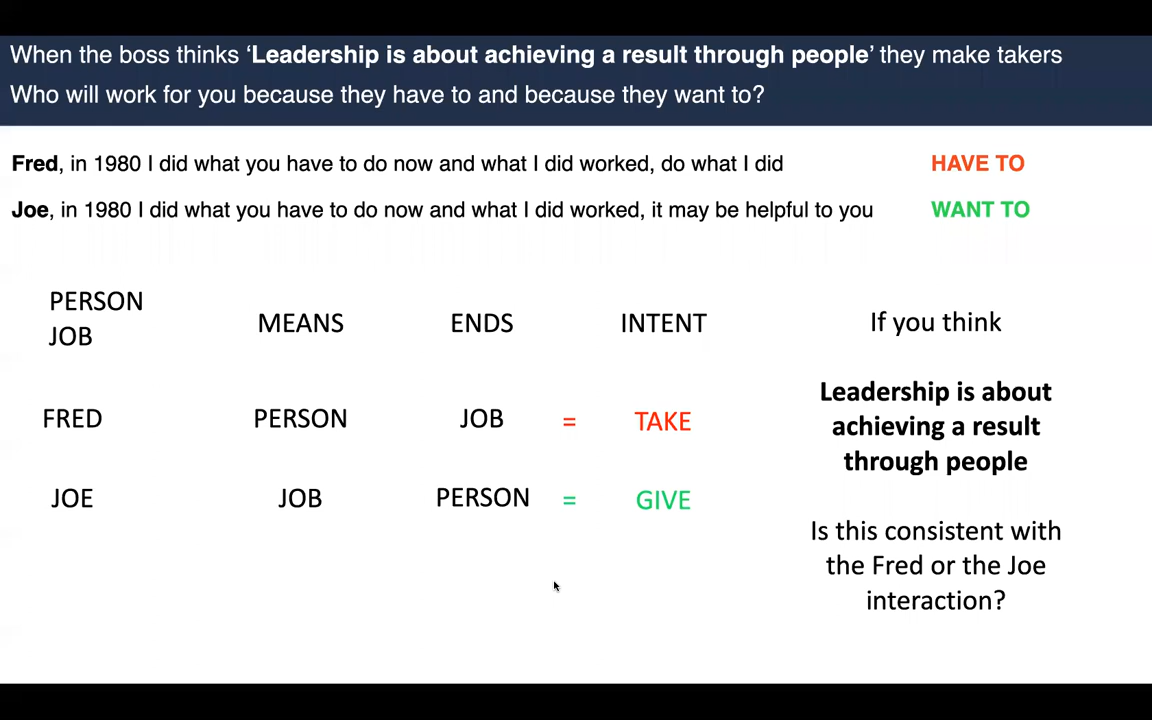 When the boss thinks ‘Leadership is about achieving a result through people’ they make takers
Who will work for you because they have to and because they want to?
Fred, in 1980 I did what you have to do now and what I did worked, do what I did HAVE TO
Joe, in 1980 I did what you have to do now and what I did worked, it may be helpful to you WANT TO
PERSON
JOB
MEANS ENDS INTENT
FRED PERSON JOB = TAKE
JOE JOB PERSON = GIVE
If you think
Leadership is about
achieving a result
through people
Is this consistent with
the Fred or the Joe
interaction?